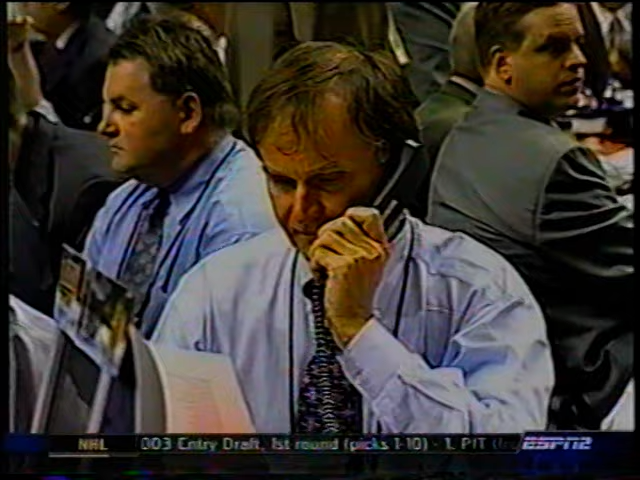 NHL 003 Entry Draft, 1st round (picks 1-10) - 1. PIT ESPN2